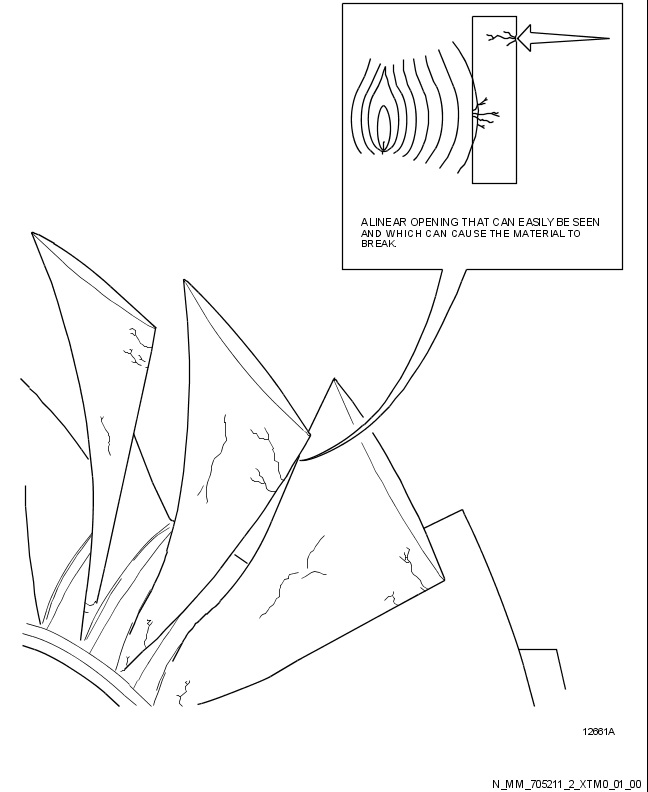 A LINEAR OPENING THAT CAN EASILY BE SEEN
AND WHICH CAN CAUSE THE MATERIAL TO
BREAK.
12661A
N_MM_705211_2_XTM0_01_00